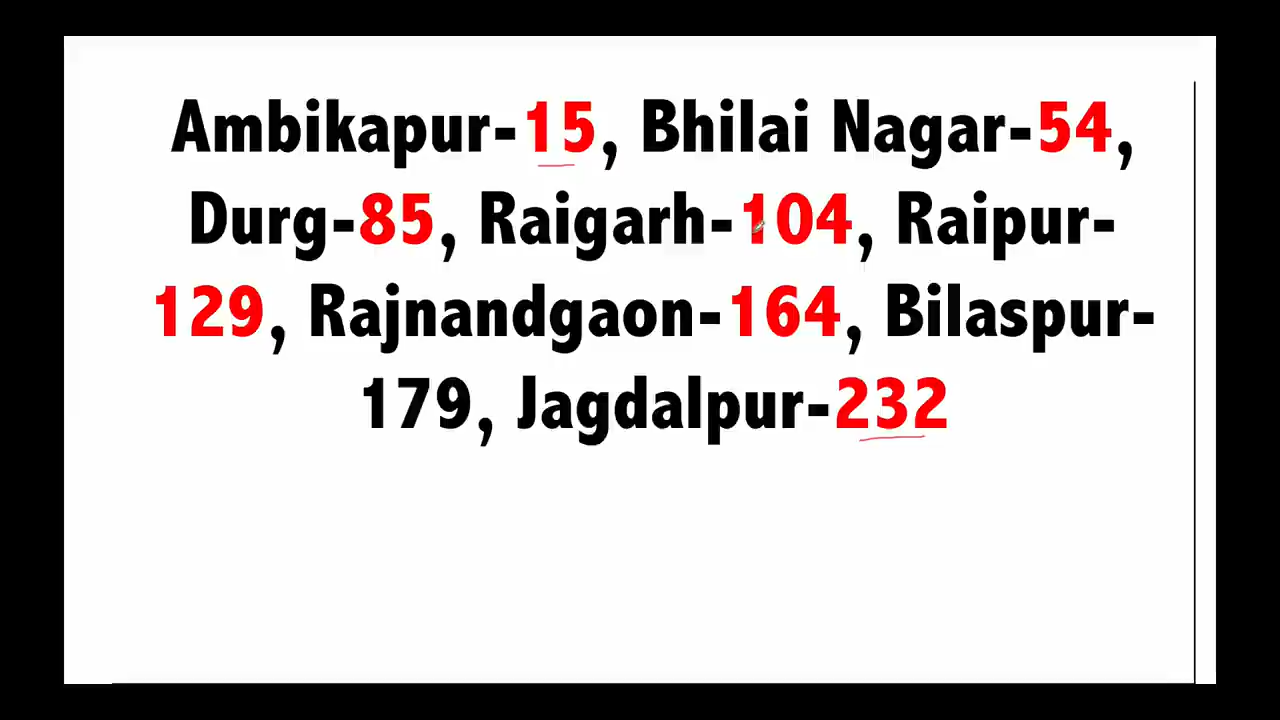 Ambikapur-15, Bhilai Nagar-54,
Durg-85, Raigarh-104, Raipur-
129, Rajnandgaon-164, Bilaspur-
179, Jagdalpur-232